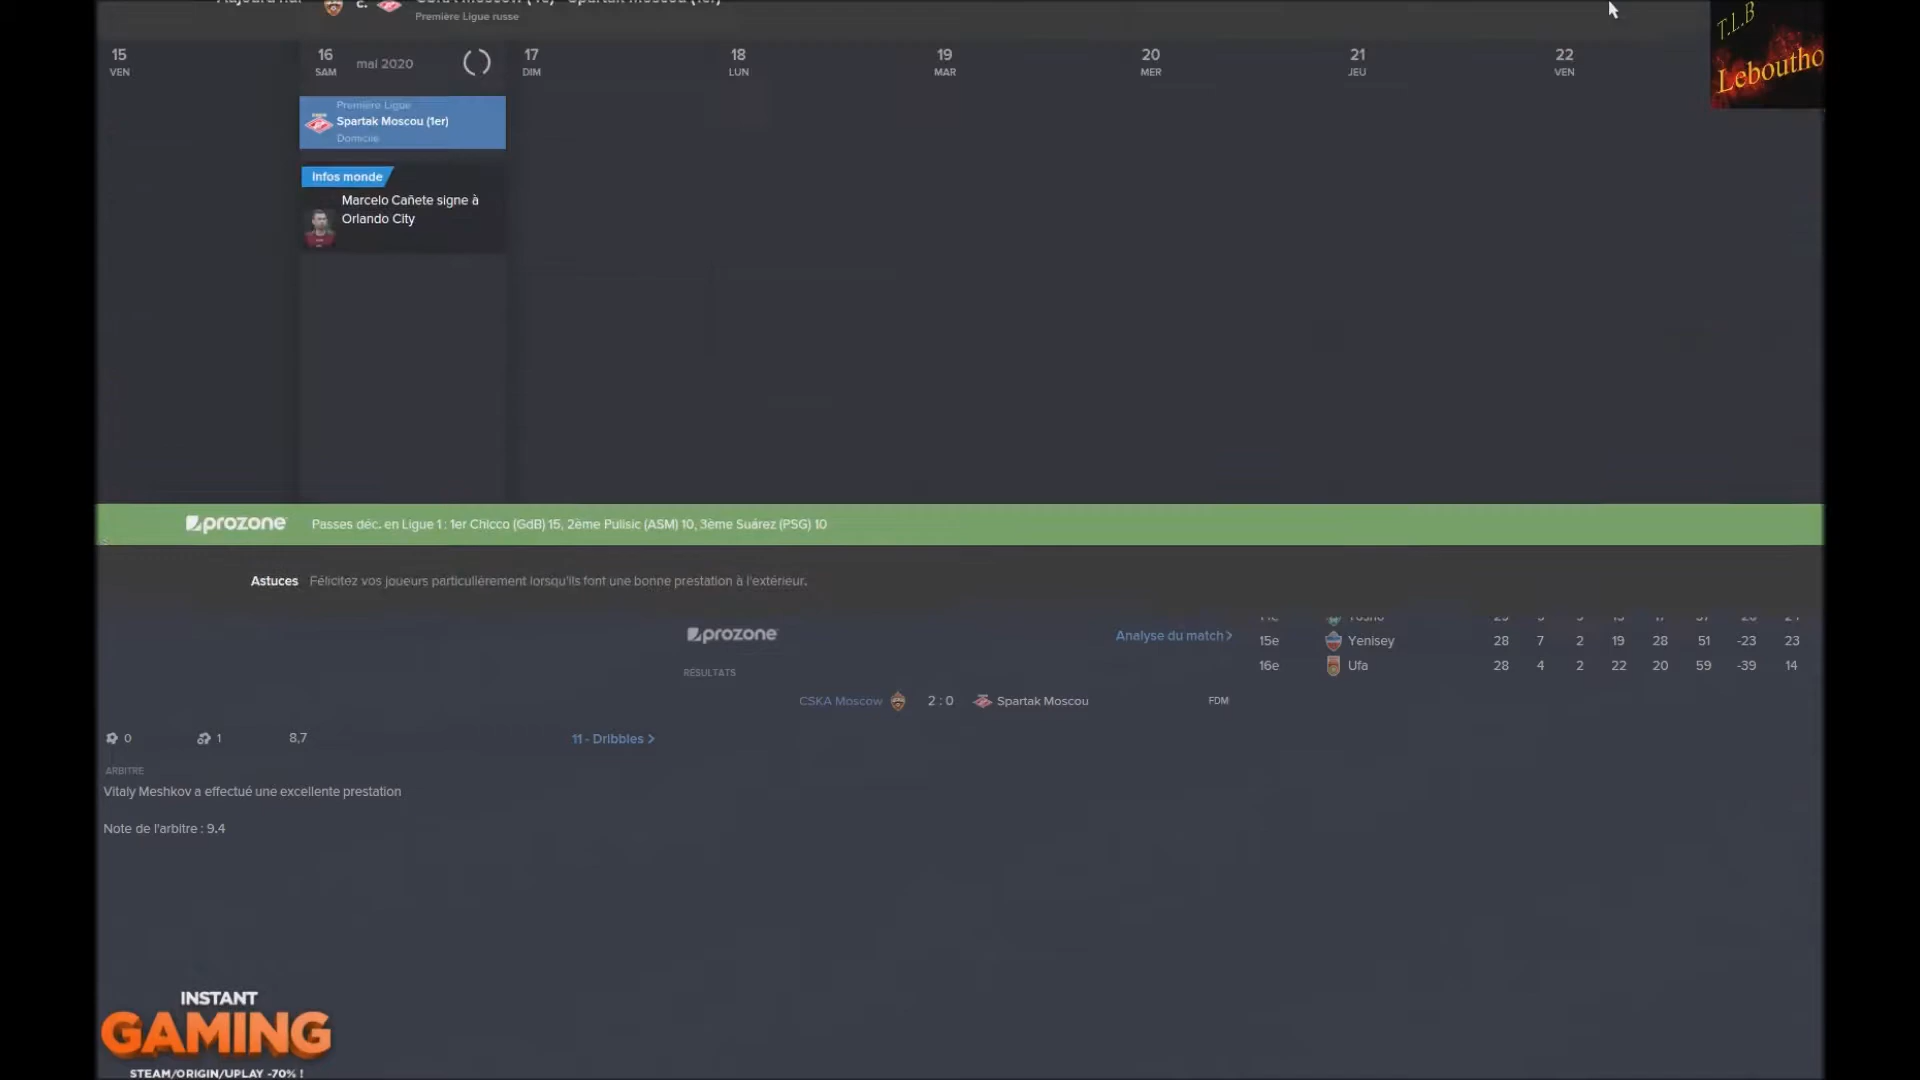 Première Ligue russe
15
VEN
16
SAM
mai 2020
17
DIM
18
LUN
19
MAR
20
MER
21
JEU
22
VEN
T.L.B
Leboutho
Première Ligue
Spartak Moscou (1er)
Domicile
Infos monde
Marcelo Cañete signe à
Orlando City
prozone
Passes déc. en Ligue 1 : 1er Chicco (GdB) 15, 2ème Pulisic (ASM) 10, 3ème Suárez (PSG) 10
Astuces Félicitez vos joueurs particulièrement lorsqu'ils font une bonne prestation à l'extérieur.
prozone
Analyse du match >
15e Yenisey 28 7 2 19 28 51 -23 23
16e Ufa 28 4 2 22 20 59 -39 14
RÉSULTATS
CSKA Moscow 2 : 0 Spartak Moscou FDM
0 1 8,7
11 - Dribbles >
ARBITRE
Vitaly Meshkov a effectué une excellente prestation
Note de l'arbitre : 9.4
INSTANT
GAMING
STEAM/ORIGIN/UPLAY -70% !